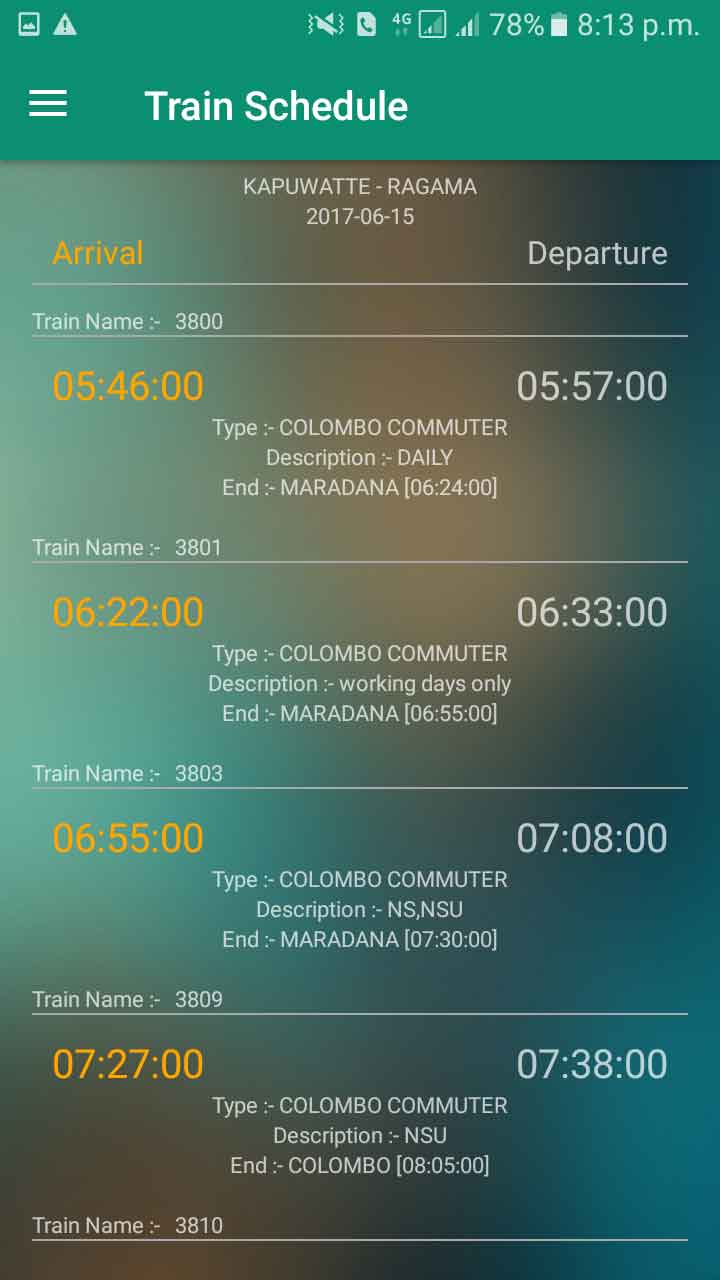 4G 78% 8:13 p.m.
Train Schedule
KAPUWATTE - RAGAMA
2017-06-15
Arrival Departure
Train Name :- 3800
05:46:00 05:57:00
Type :- COLOMBO COMMUTER
Description :- DAILY
End :- MARADANA [06:24:00]
Train Name :- 3801
06:22:00 06:33:00
Type :- COLOMBO COMMUTER
Description :- working days only
End :- MARADANA [06:55:00]
Train Name :- 3803
06:55:00 07:08:00
Type :- COLOMBO COMMUTER
Description :- NS,NSU
End :- MARADANA [07:30:00]
Train Name :- 3809
07:27:00 07:38:00
Type :- COLOMBO COMMUTER
Description :- NSU
End :- COLOMBO [08:05:00]
Train Name :- 3810